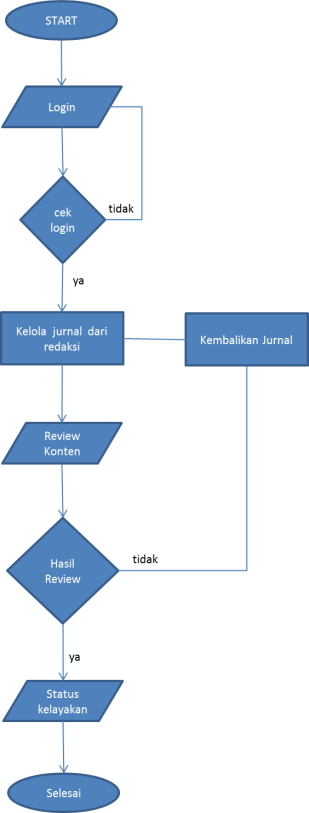 START
Login
cek
login
tidak
ya
Kelola jurnal dari
redaksi
Kembalikan Jurnal
Review
Konten
Hasil
Review
tidak
ya
Status
kelayakan
Selesai